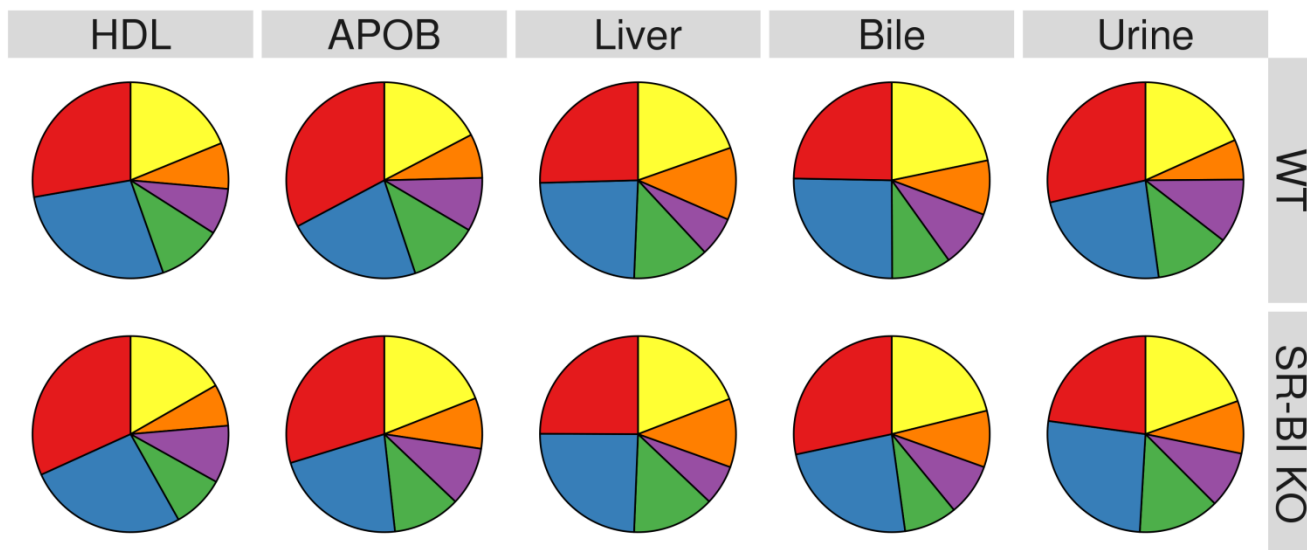 HDL
APOB
Liver
Bile
Urine
WT
SR-BI KO